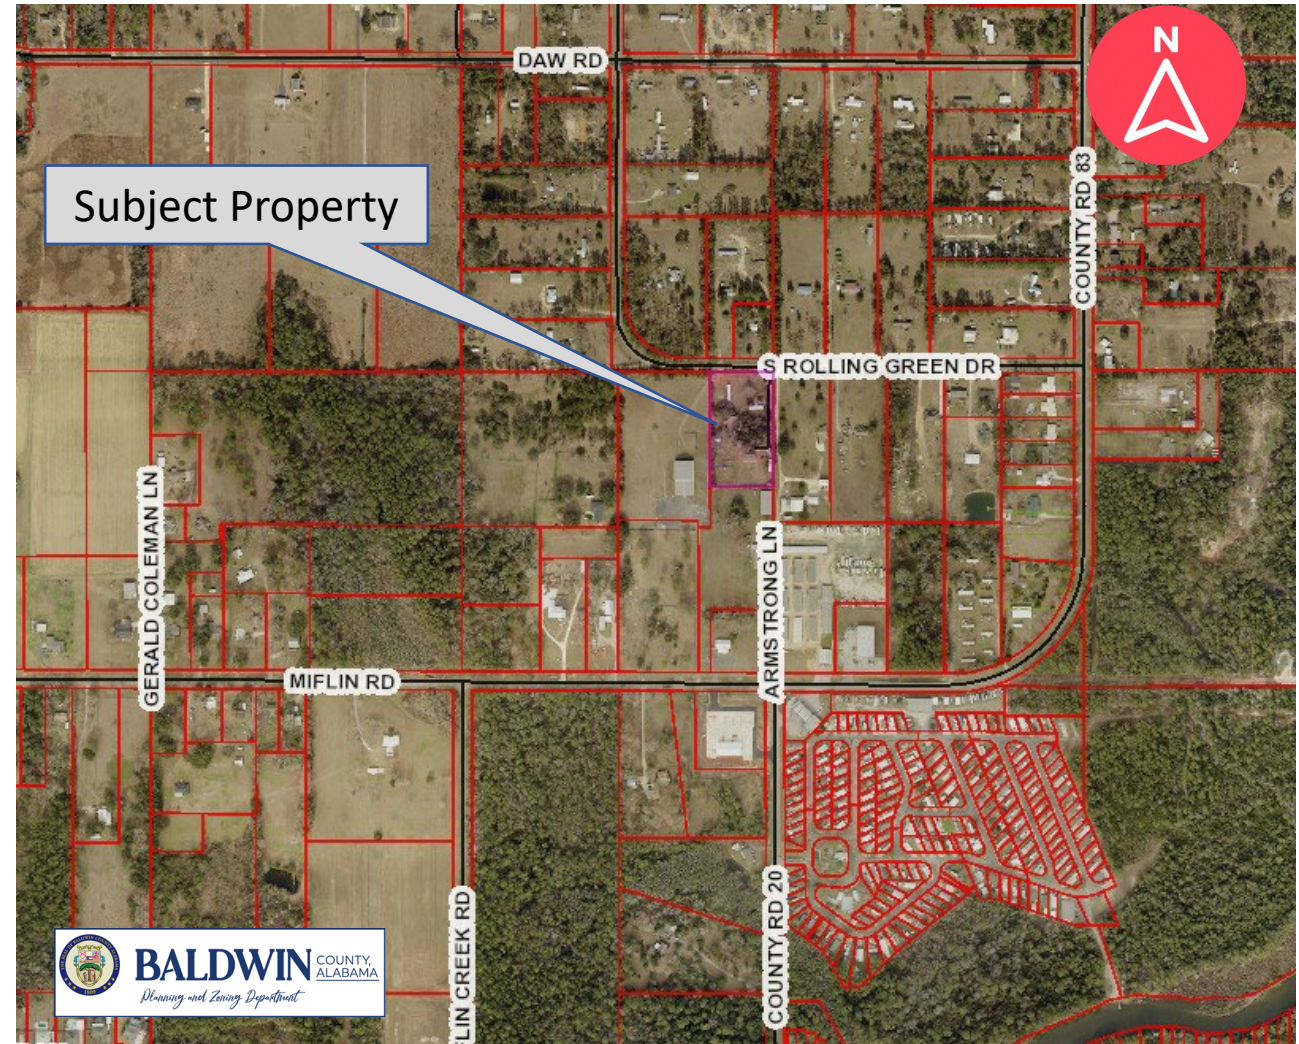 DAW RD
N
COUNTY RD 83
Subject Property
S ROLLING GREEN DR
GERALD COLEMAN LN
ARMSTRONG LN
MIFLIN RD
COUNTY RD 20
LIN CREEK RD
BALDWIN COUNTY, ALABAMA
Planning and Zoning Department